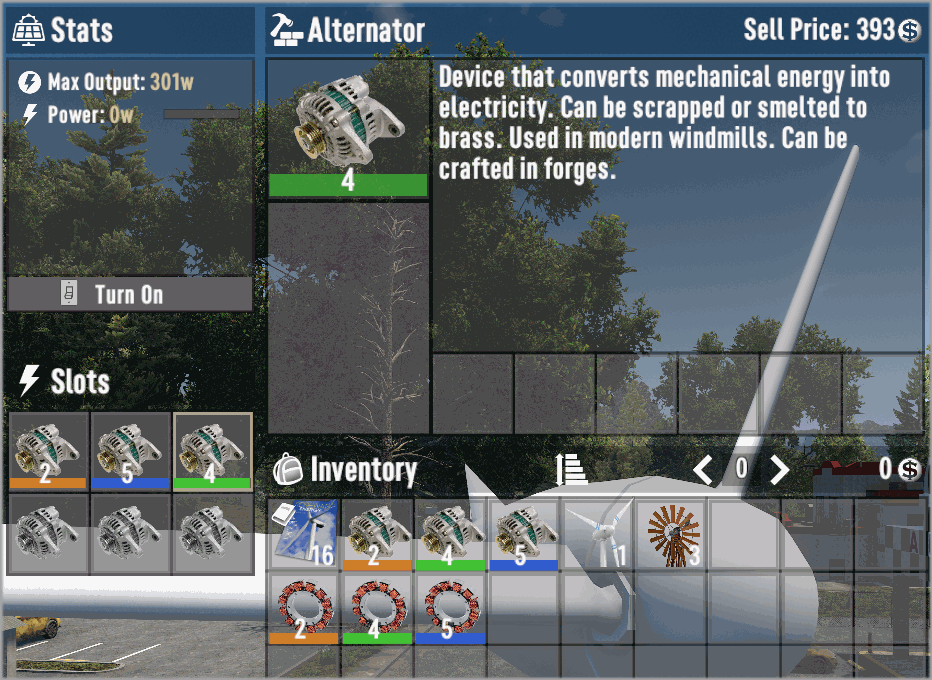 Stats
Max Output: 301w
Power: 0w
Turn On
Slots
2
5
4
Alternator
Sell Price: 393
Device that converts mechanical energy into
electricity. Can be scrapped or smelted to
brass. Used in modern windmills. Can be
crafted in forges.
4
Inventory
0
0
16
2
4
5
1
3
2
4
5